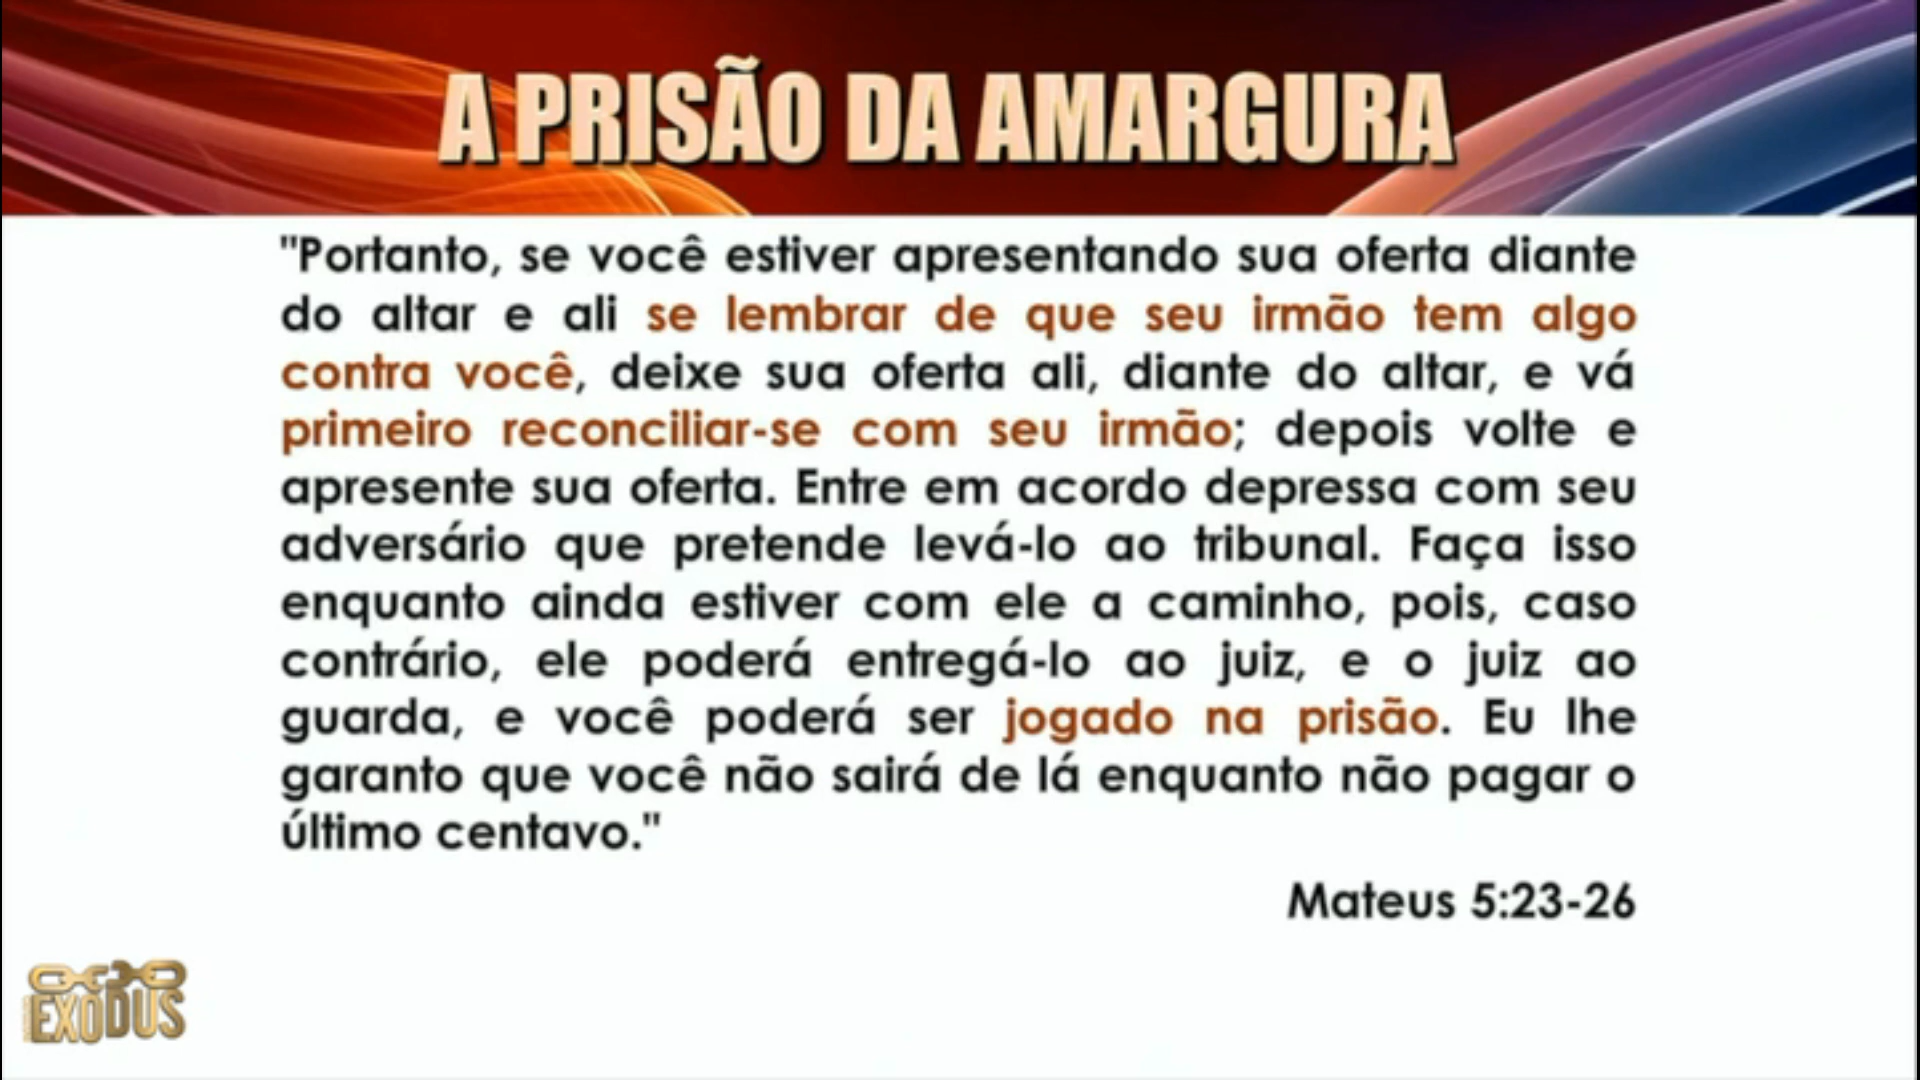 A PRISÃO DA AMARGURA
"Portanto, se você estiver apresentando sua oferta diante
do altar e ali se lembrar de que seu irmão tem algo
contra você, deixe sua oferta ali, diante do altar, e vá
primeiro reconciliar-se com seu irmão; depois volte e
apresente sua oferta. Entre em acordo depressa com seu
adversário que pretende levá-lo ao tribunal. Faça isso
enquanto ainda estiver com ele a caminho, pois, caso
contrário, ele poderá entregá-lo ao juiz, e o juiz ao
guarda, e você poderá ser jogado na prisão. Eu lhe
garanto que você não sairá de lá enquanto não pagar o
último centavo."
Mateus 5:23-26
EXODUS